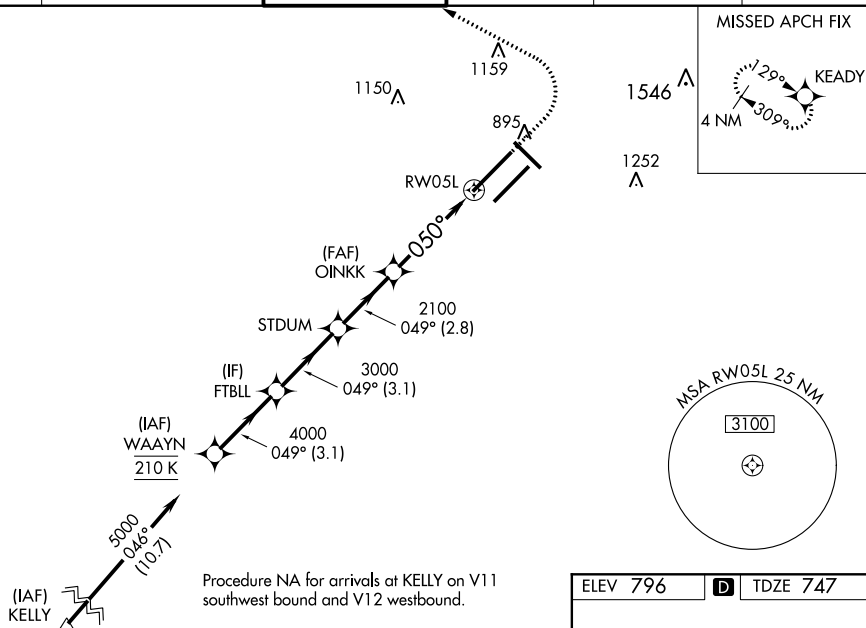 MISSED APCH FIX
129°
KEADY
4 NM
309°
1159
1150
1546
895
1252
RW05L
050°
(FAF)
OINKK
STDUM
2100
049° (2.8)
(IF)
FTBLL
3000
049° (3.1)
(IAF)
WAAYN
210 K
4000
049° (3.1)
MSA RW05L 25 NM
3100
5000
046°
(10.7)
(IAF)
KELLY
Procedure NA for arrivals at KELLY on V11
southwest bound and V12 westbound.
ELEV 796 D TDZE 747